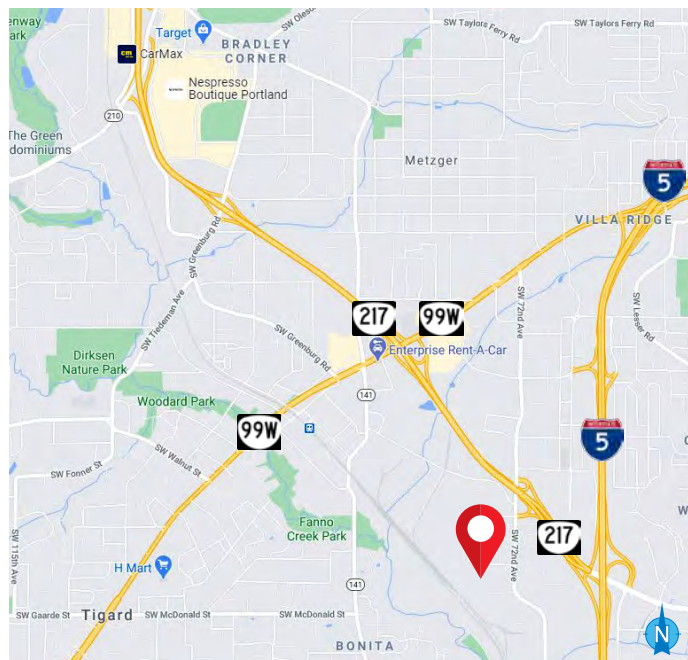 enway
Park
Target
SW Oleso
SW Taylors Ferry Rd
SW Taylors Ferry Rd
BRADLEY
CORNER
cm
CarMax
Nespresso
Boutique Portland
210
The Green
dominiums
Metzger
INTERSTATE
5
VILLA RIDGE
SW Greenburg Rd
SW Tiedeman Ave
SW 72nd Ave
SW Lesser Rd
217
99W
SW Greenburg Rd
Enterprise Rent-A-Car
Dirksen
Nature Park
141
Woodard Park
99W
INTERSTATE
5
SW Walnut St
SW Fonner St
SW 115th Ave
Fanno
Creek Park
217
SW 72nd Ave
W
H Mart
141
SW Gaarde St
Tigard
SW McDonald St
SW McDonald St
BONITA
N